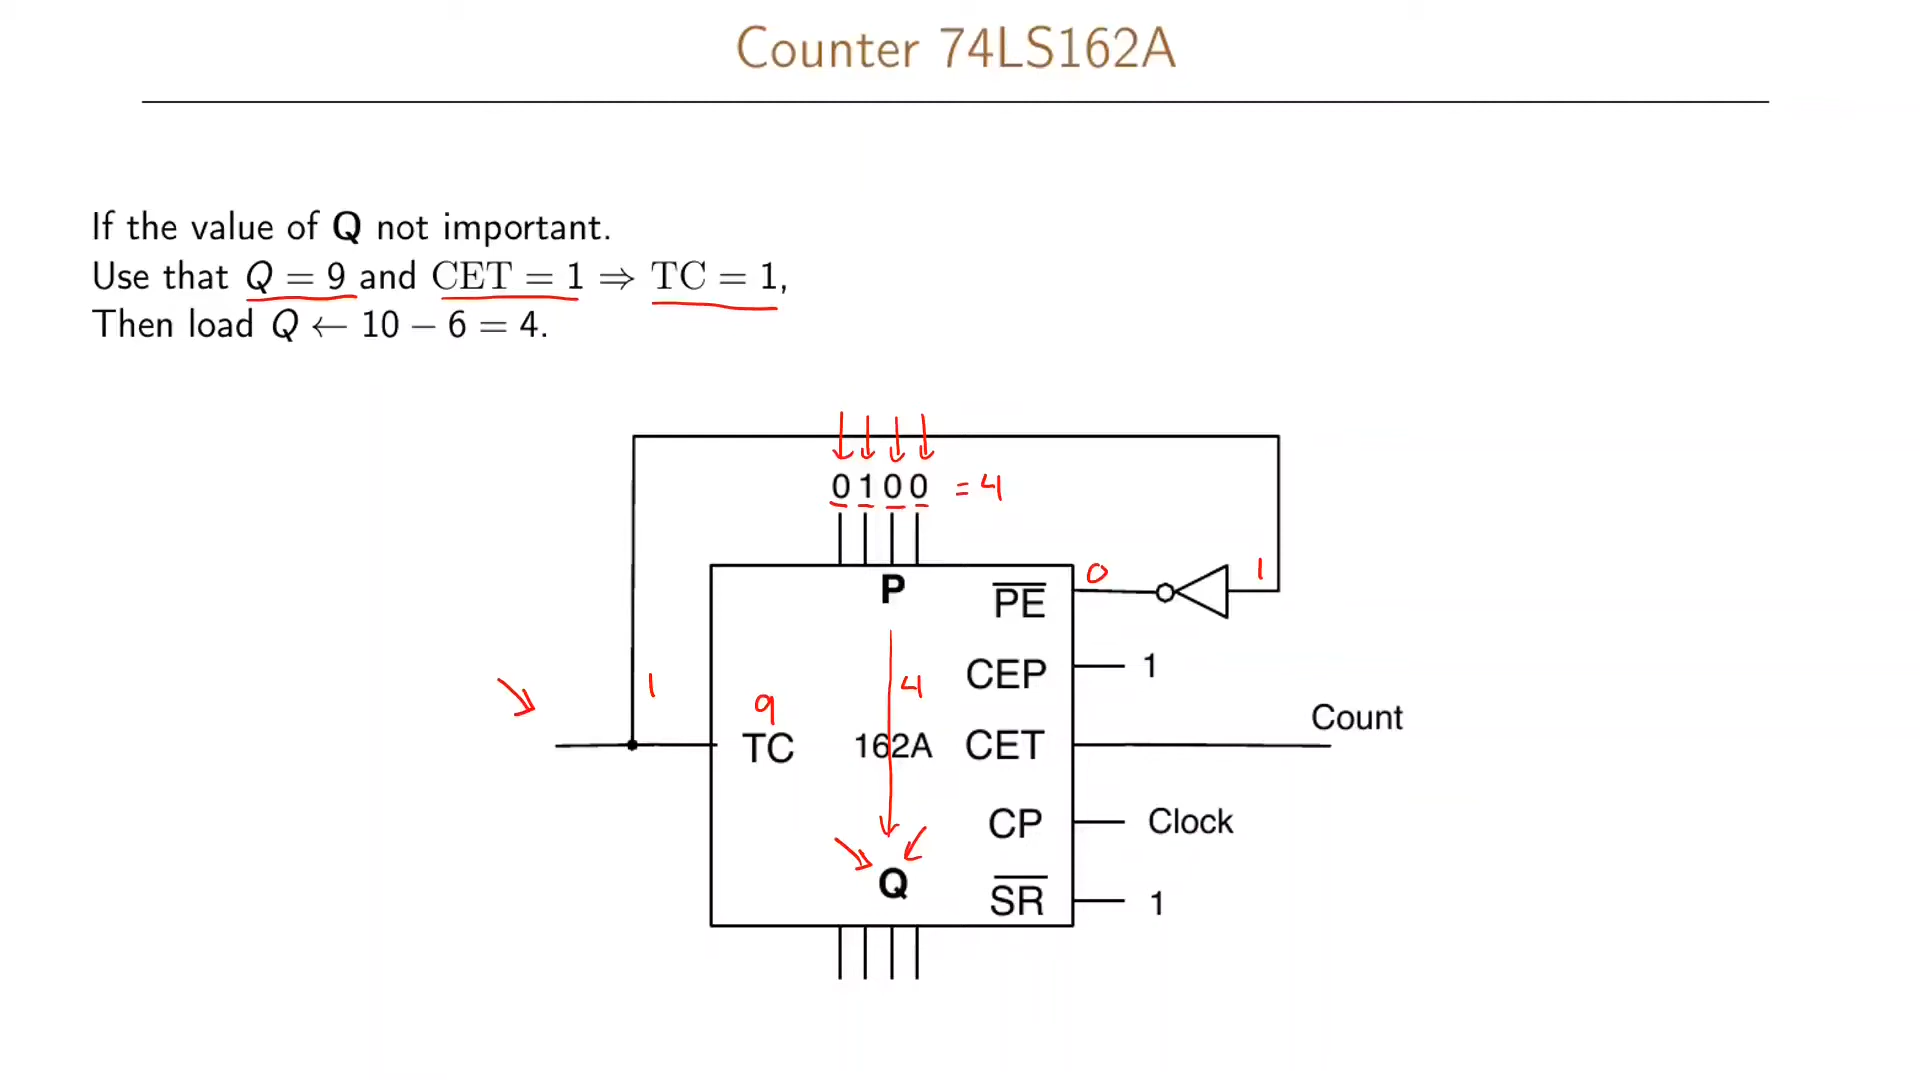 Counter 74LS162A
If the value of Q not important.
Use that Q = 9 and CET = 1 ⇒ TC = 1,
Then load Q ← 10 − 6 = 4.
0100 = 4
P
0
1
PE
CEP
1
1
4
9
TC
162A
CET
Count
CP
Clock
Q
SR
1